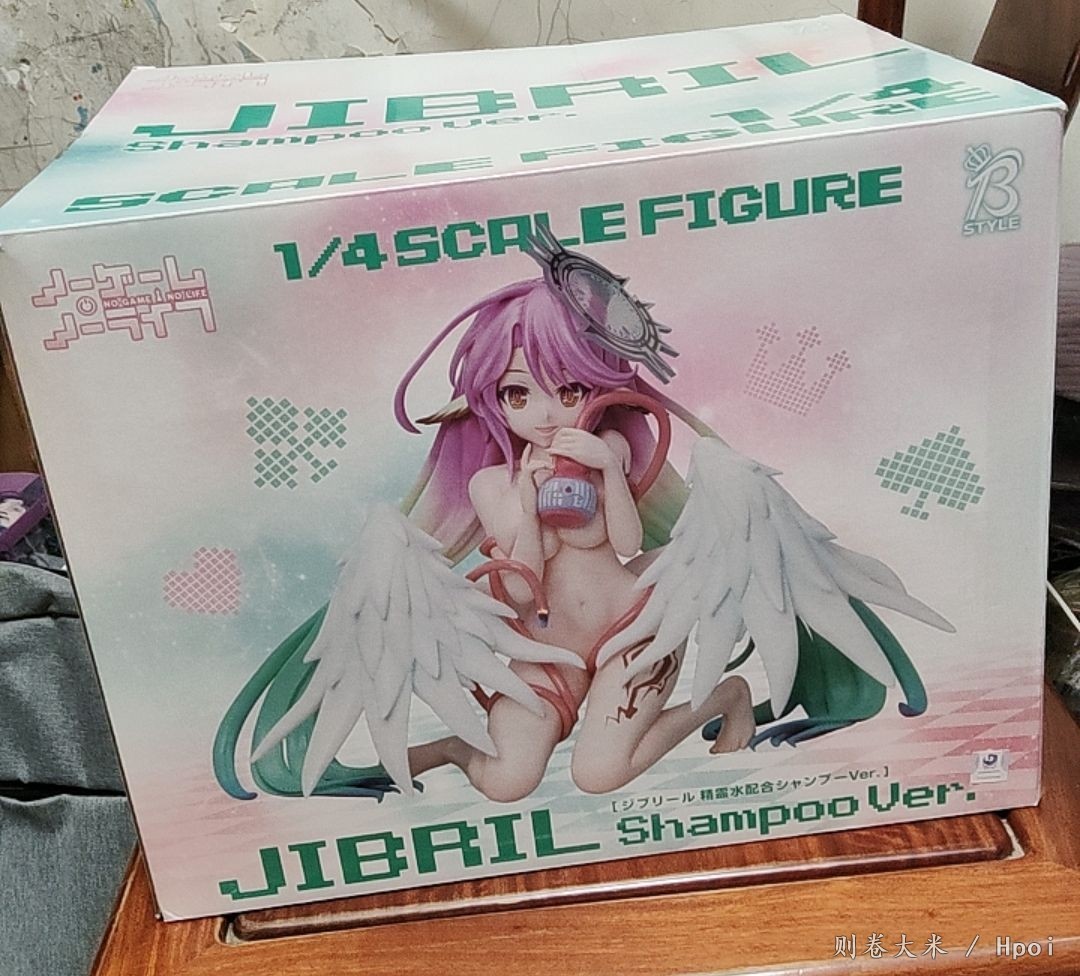 JIBRIL
Shampoo Ver.
1/4
SCALE FIGURE
1/4 SCALE FIGURE
B
STYLE
ノーゲーム
NO GAME NO LIFE
ノーライフ
【ジブリール 精霊水配合シャンプーVer.】
JIBRIL Shampoo Ver.
则卷大米 / Hpoi